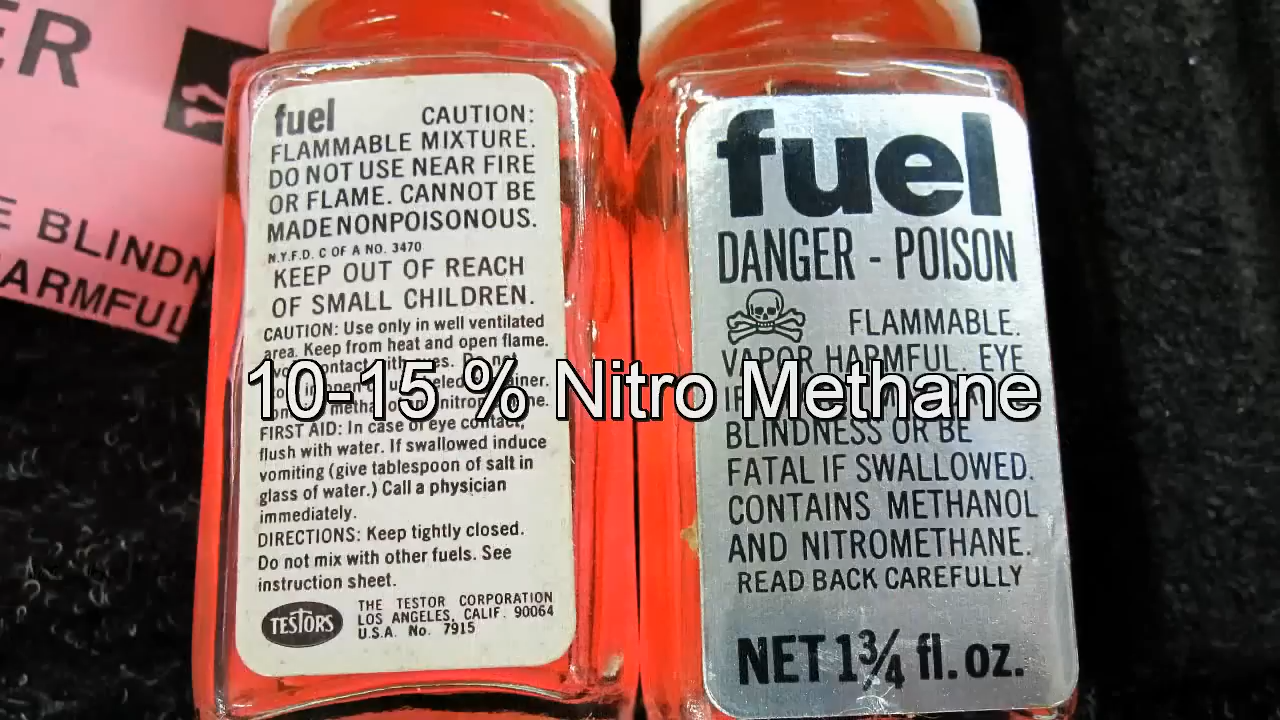 ER
E BLINDN
ARMFUL
fuel CAUTION:
FLAMMABLE MIXTURE.
DO NOT USE NEAR FIRE
OR FLAME. CANNOT BE
MADE NONPOISONOUS.
N.Y.F.D. C OF A NO. 3470
KEEP OUT OF REACH
OF SMALL CHILDREN.
CAUTION: Use only in well ventilated
area. Keep from heat and open flame.
FIRST AID: In case of eye contact,
flush with water. If swallowed induce
vomiting (give tablespoon of salt in
glass of water.) Call a physician
immediately.
DIRECTIONS: Keep tightly closed.
Do not mix with other fuels. See
instruction sheet.
TESTORS
THE TESTOR CORPORATION
LOS ANGELES, CALIF. 90064
U.S.A. No. 7915
fuel
DANGER - POISON
FLAMMABLE.
VAPOR HARMFUL. EYE
BLINDNESS OR BE
FATAL IF SWALLOWED.
CONTAINS METHANOL
AND NITROMETHANE.
READ BACK CAREFULLY
NET 1 3/4 fl. oz.
10-15 % Nitro Methane